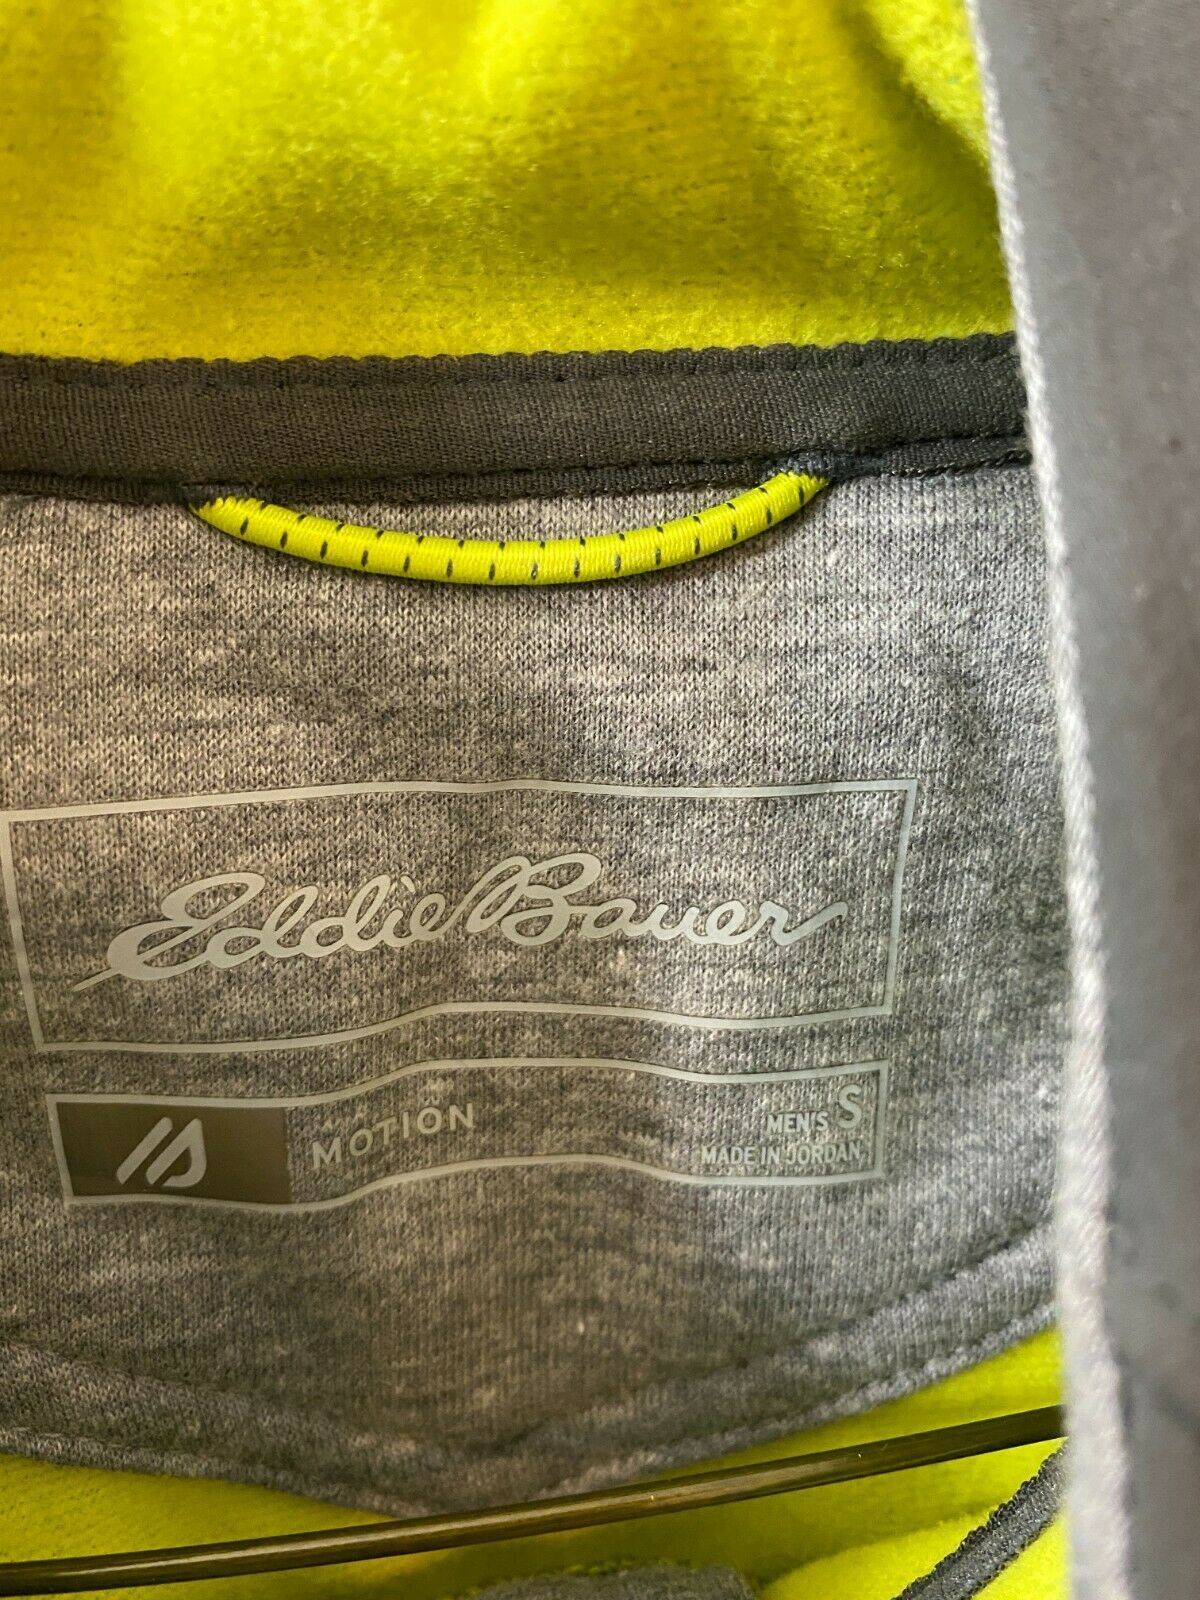 Eddie Bauer
MOTION
MEN'S S
MADE IN JORDAN